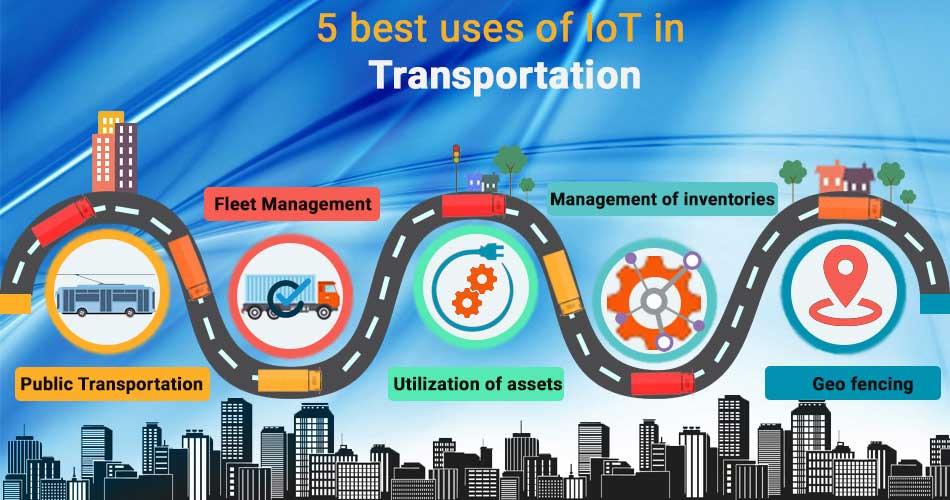 5 best uses of IoT in
Transportation
Fleet Management
Management of inventories
Public Transportation
Utilization of assets
Geo fencing